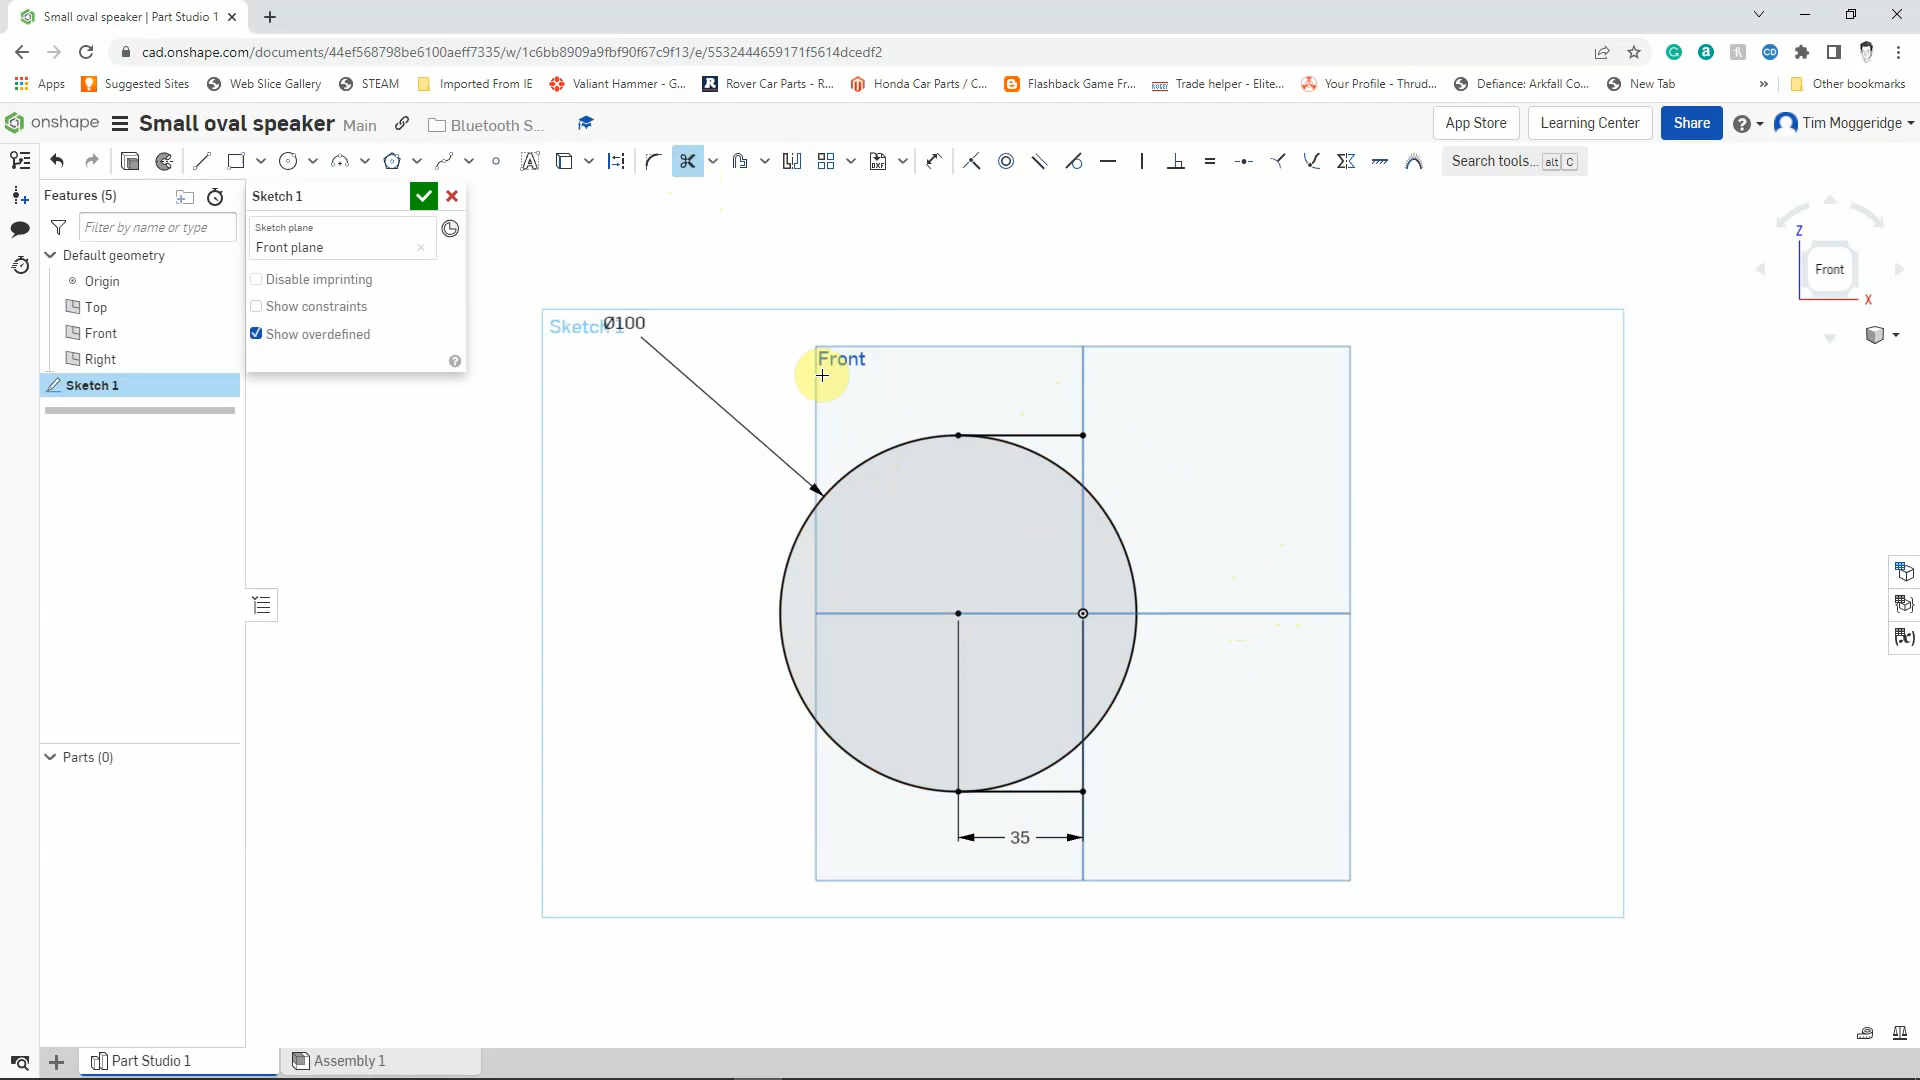 Small oval speaker | Part Studio 1
cad.onshape.com/documents/44ef568798be6100aeff7335/w/1c6bb8909a9fbf90f67c9f13/e/5532444659171f5614dcedf2
Apps Suggested Sites Web Slice Gallery STEAM Imported From IE Valiant Hammer - G... Rover Car Parts - R... Honda Car Parts / C... Flashback Game Fr... Trade helper - Elite... Your Profile - Thrud... Defiance: Arkfall Co... New Tab » Other bookmarks
onshape Small oval speaker Main Bluetooth S... App Store Learning Center Share Tim Moggeridge
Search tools... alt C
Features (5)
Filter by name or type
Default geometry
Origin
Top
Front
Right
Sketch 1
Parts (0)
Sketch 1
Sketch plane
Front plane
Disable imprinting
Show constraints
Show overdefined
Sketch 1
Ø100
Front
35
Z
Front
X
Part Studio 1 Assembly 1